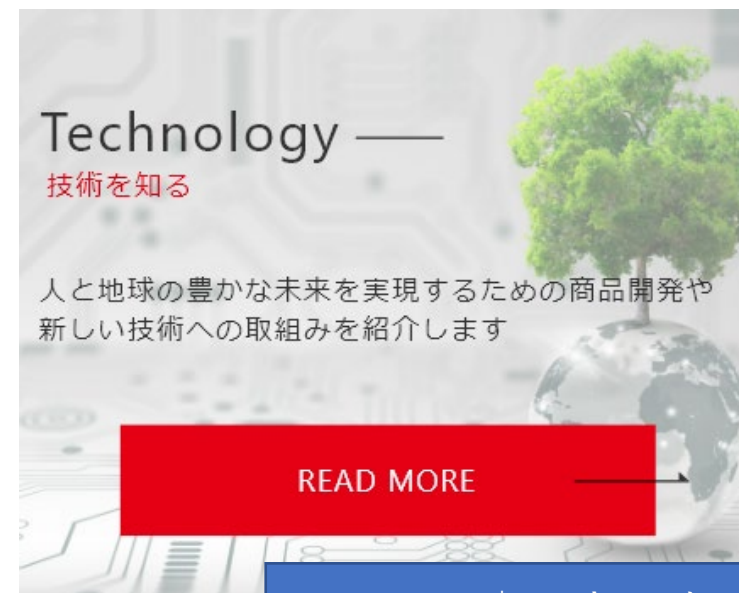 Technology
技術を知る
人と地球の豊かな未来を実現するための商品開発や
新しい技術への取組みを紹介します
READ MORE